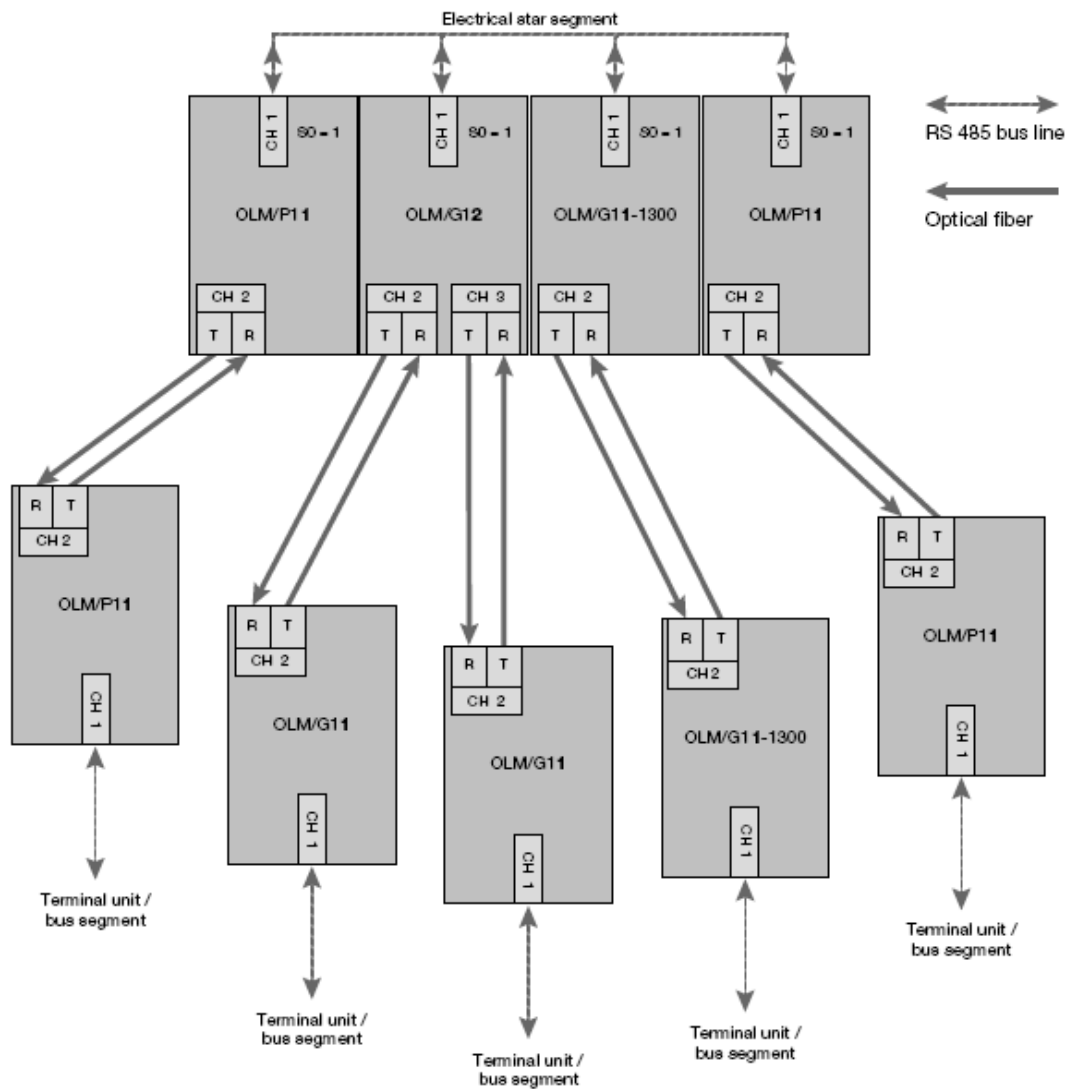 Electrical star segment
CH 1
S0 = 1
CH 1
S0 = 1
CH 1
S0 = 1
CH 1
S0 = 1
RS 485 bus line
OLM/P11
OLM/G12
OLM/G11-1300
OLM/P11
Optical fiber
CH 2
CH 2
CH 3
CH 2
CH 2
T R
T R
T R
T R
T R
R T
CH 2
OLM/P11
CH 1
Terminal unit /
bus segment
R T
CH 2
OLM/G11
CH 1
Terminal unit /
bus segment
R T
CH 2
OLM/G11
CH 1
Terminal unit /
bus segment
R T
CH 2
OLM/G11-1300
CH 1
Terminal unit /
bus segment
R T
CH 2
OLM/P11
CH 1
Terminal unit /
bus segment